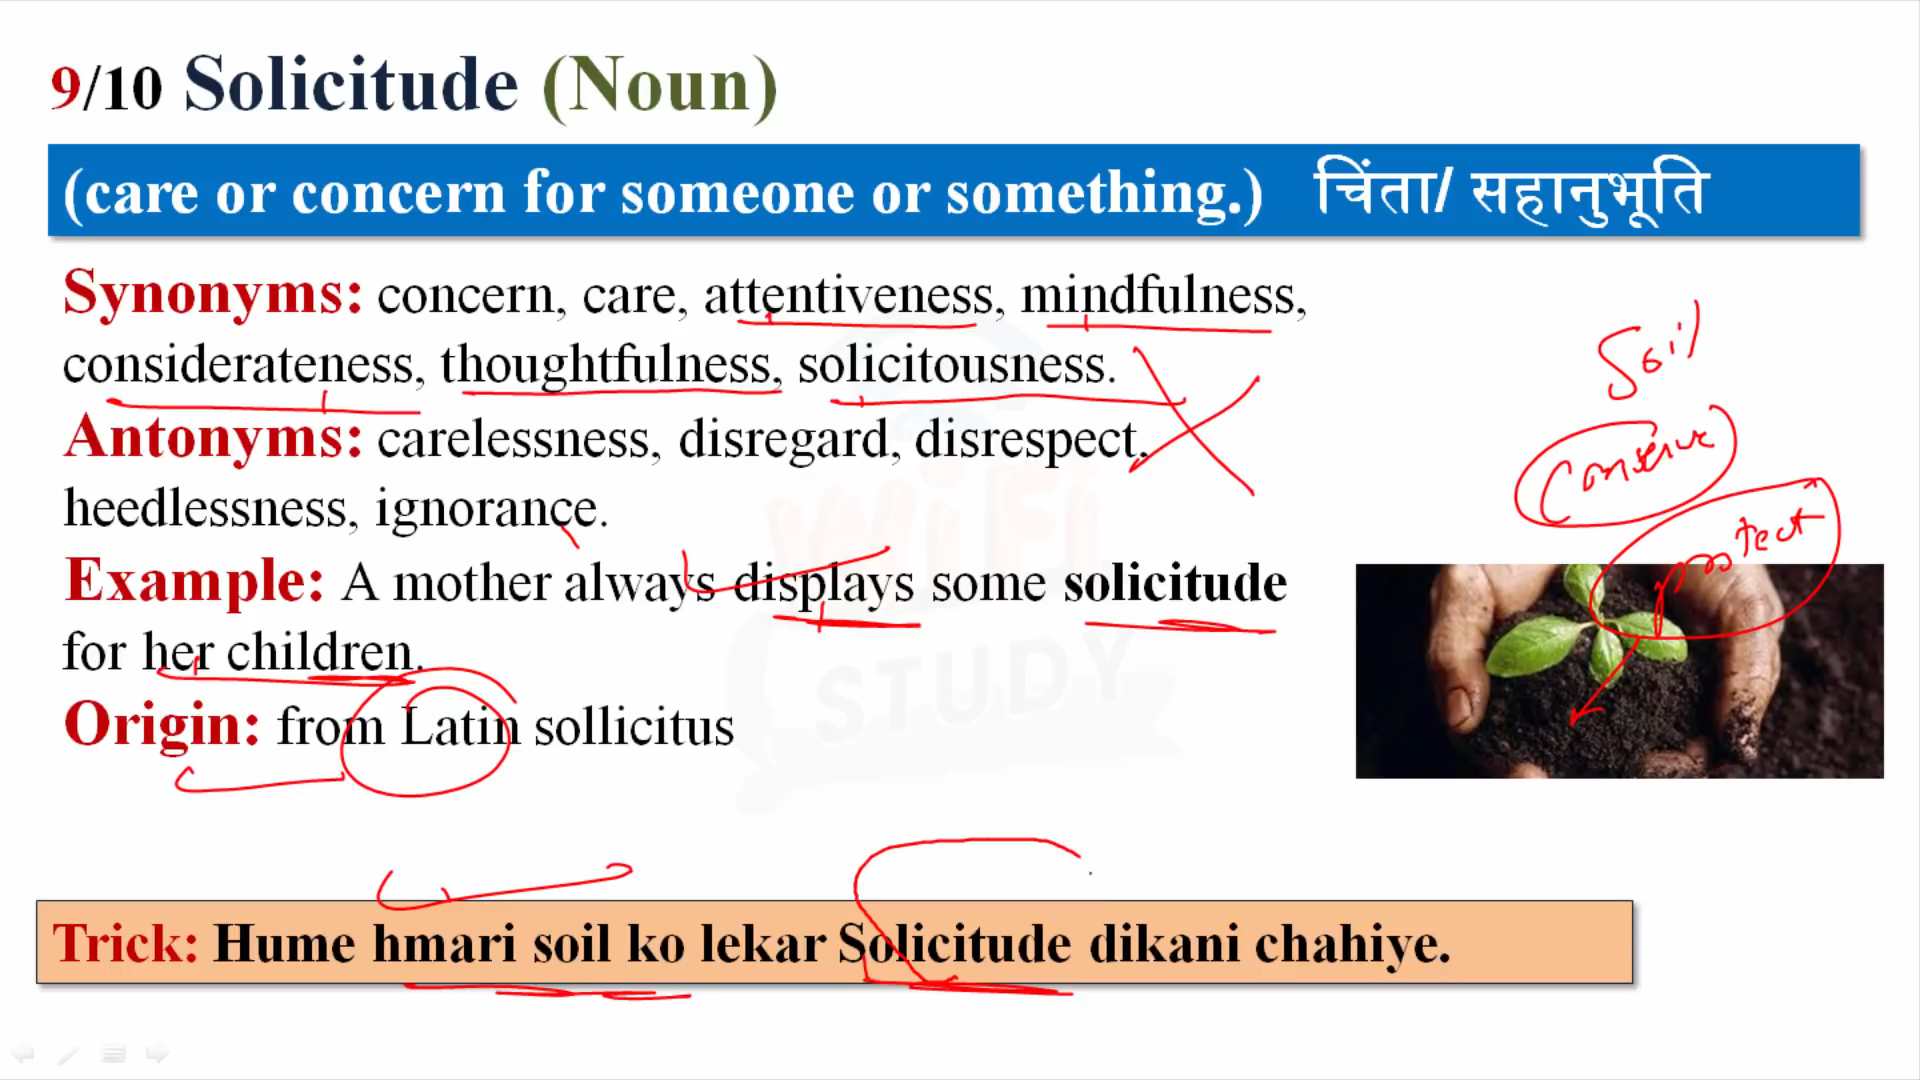 9/10 Solicitude (Noun)
(care or concern for someone or something.) चिंता/ सहानुभूति
Synonyms: concern, care, attentiveness, mindfulness,
considerateness, thoughtfulness, solicitousness.
Antonyms: carelessness, disregard, disrespect,
heedlessness, ignorance.
Example: A mother always displays some solicitude
for her children.
Origin: from Latin sollicitus
Soil
Conserve
protect
WiFi
STUDY
Trick: Hume hmari soil ko lekar Solicitude dikani chahiye.